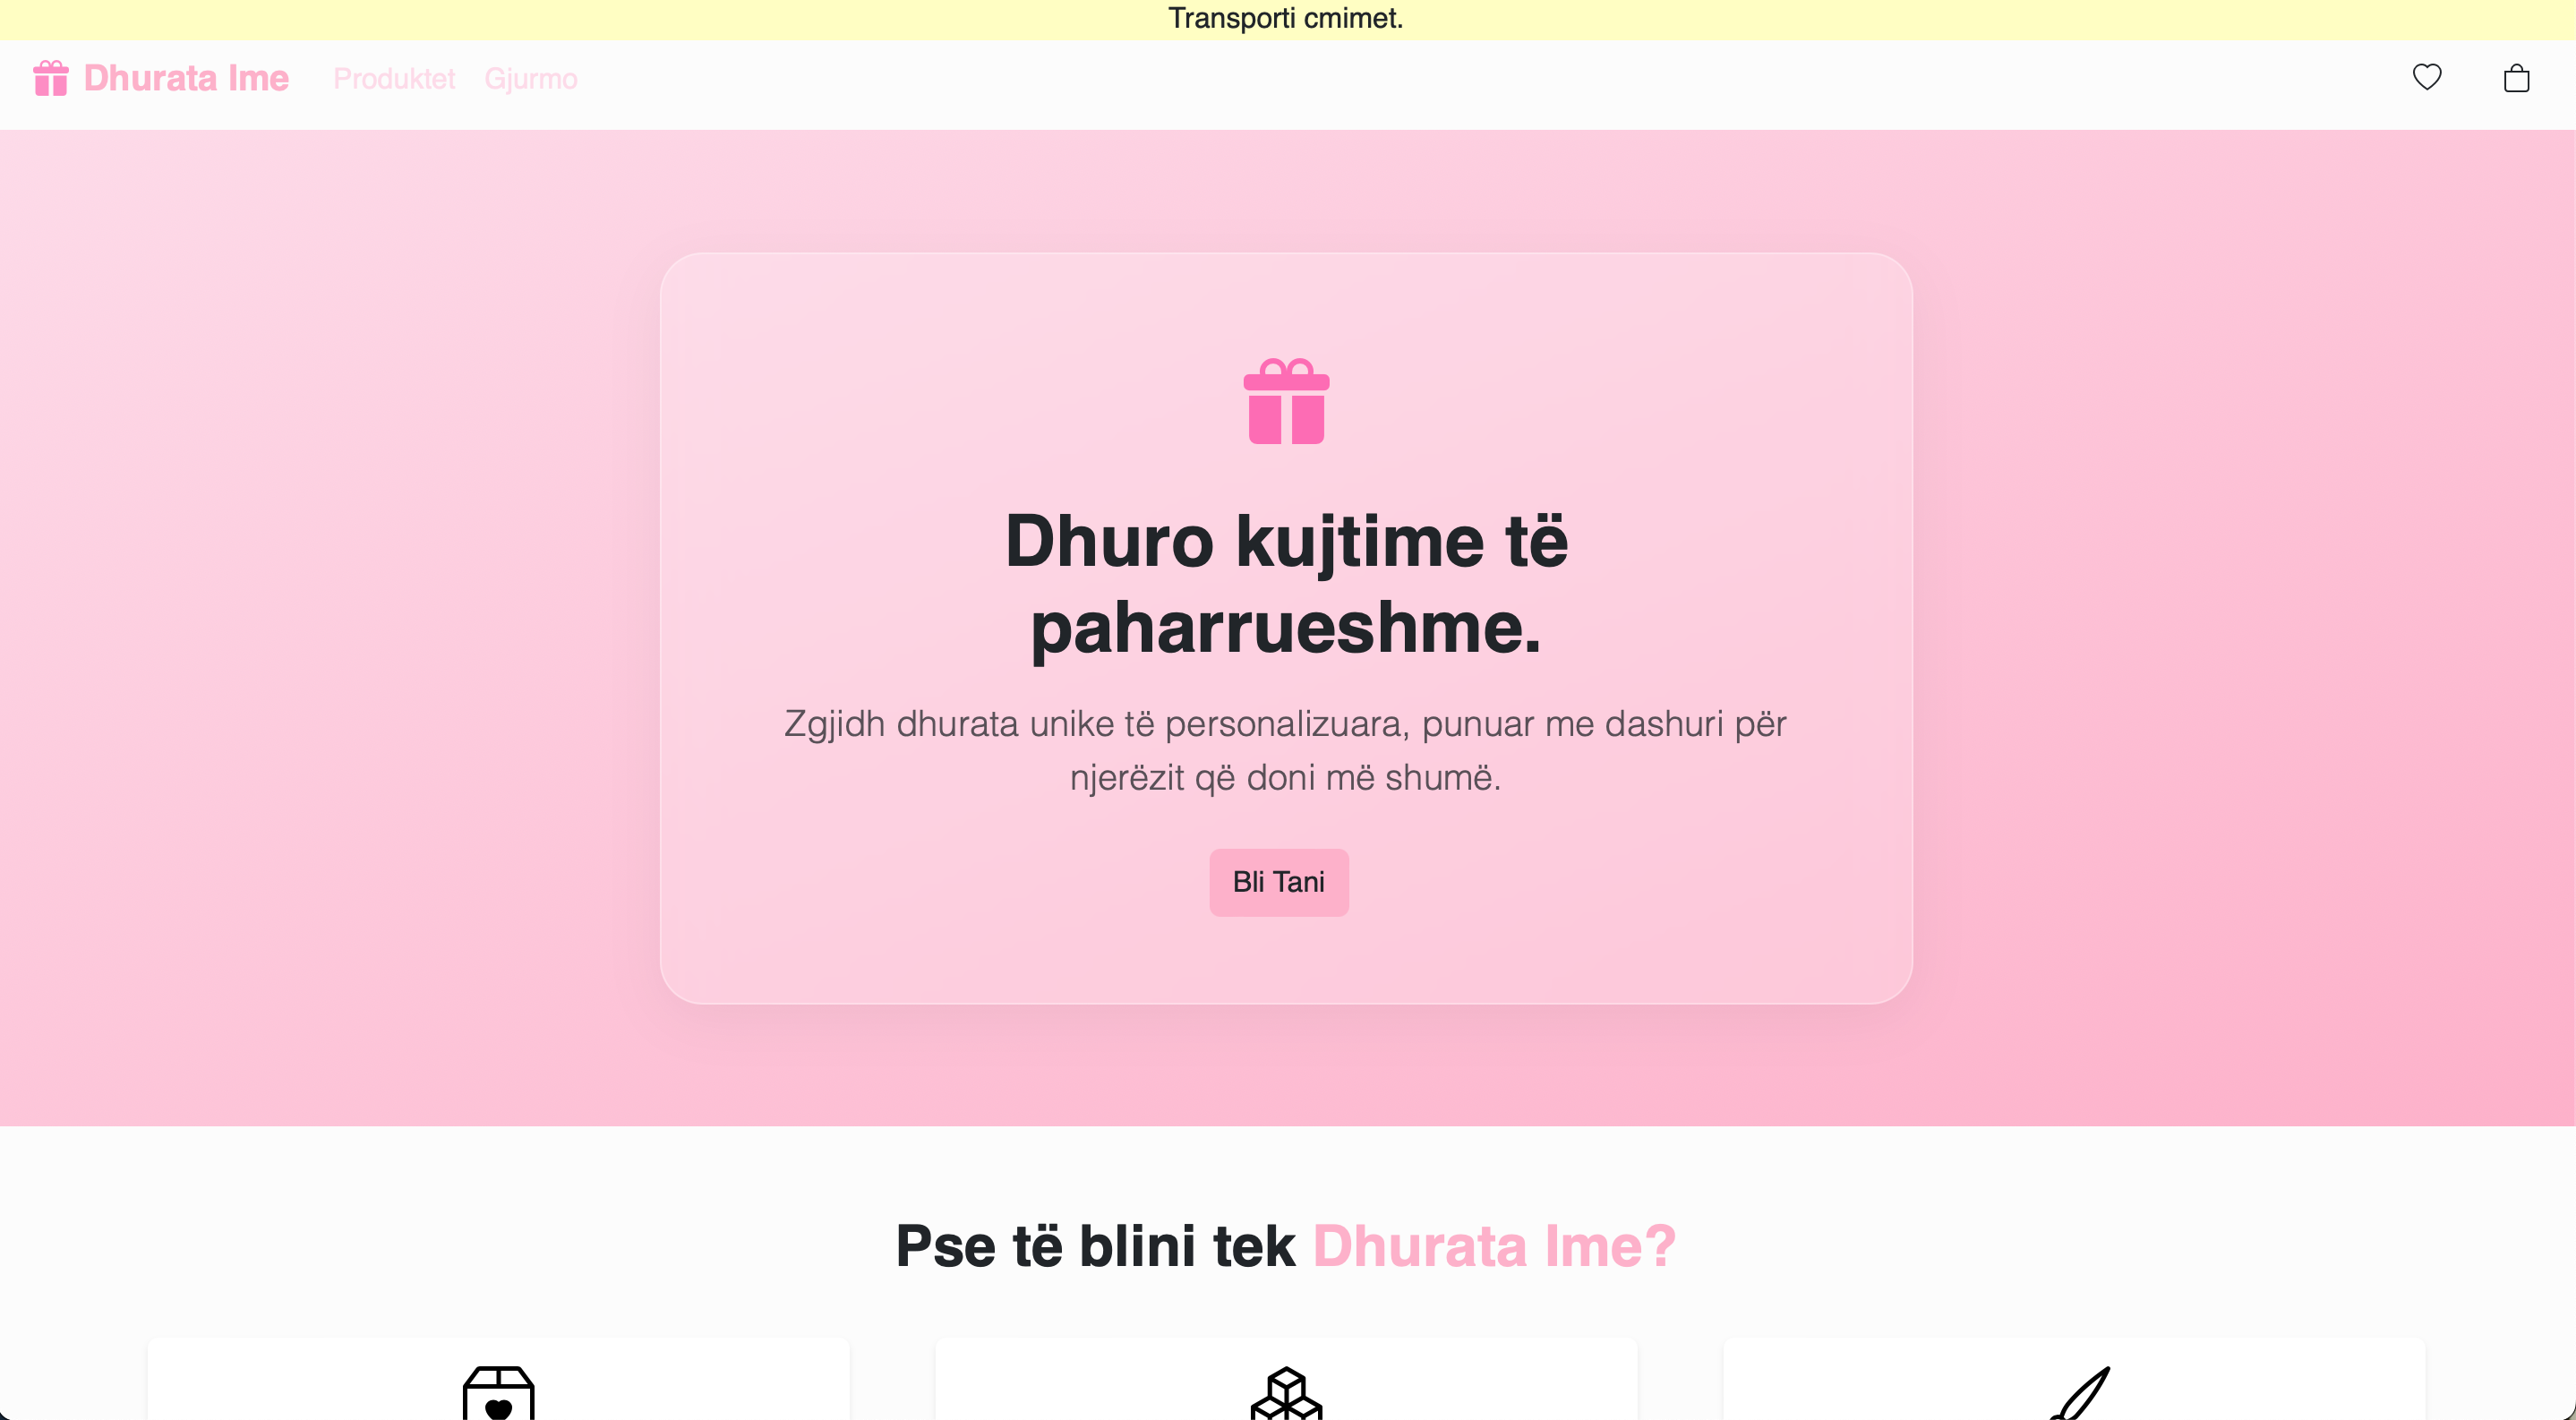 Transporti cmimet.
Dhurata Ime Produktet Gjurmo
Dhuro kujtime të
paharrueshme.
Zgjidh dhurata unike të personalizuara, punuar me dashuri për
njerëzit që doni më shumë.
Bli Tani
Pse të blini tek Dhurata Ime?